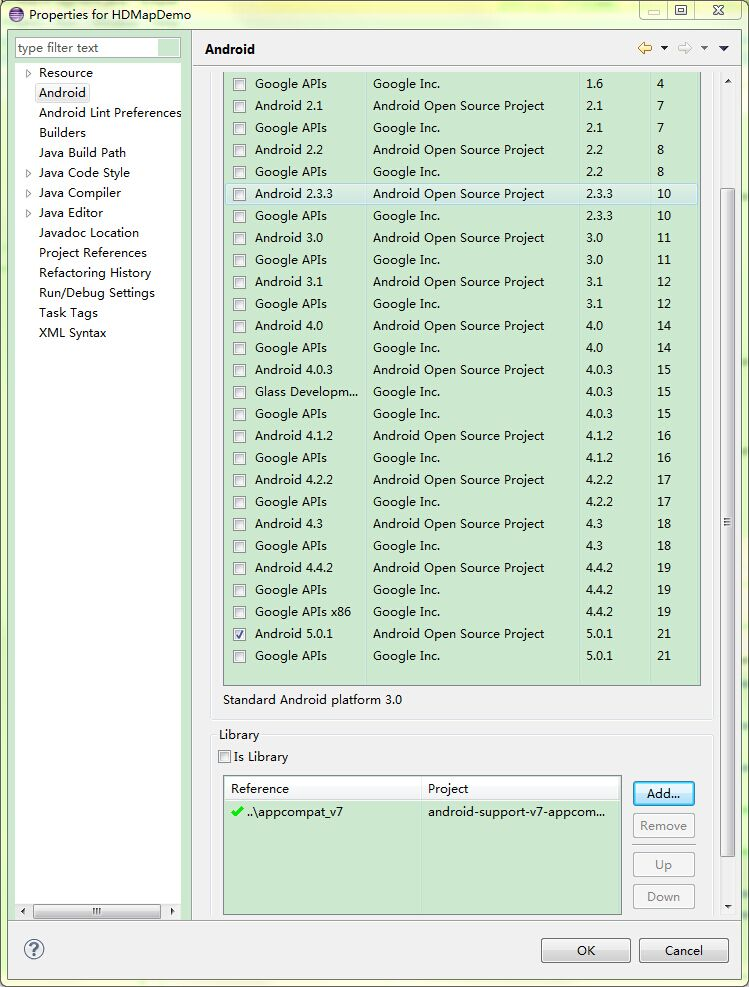 Properties for HDMapDemo
type filter text
Resource
Android
Android Lint Preferences
Builders
Java Build Path
Java Code Style
Java Compiler
Java Editor
Javadoc Location
Project References
Refactoring History
Run/Debug Settings
Task Tags
XML Syntax
Android
Google APIs Google Inc. 1.6 4
Android 2.1 Android Open Source Project 2.1 7
Google APIs Google Inc. 2.1 7
Android 2.2 Android Open Source Project 2.2 8
Google APIs Google Inc. 2.2 8
Android 2.3.3 Android Open Source Project 2.3.3 10
Google APIs Google Inc. 2.3.3 10
Android 3.0 Android Open Source Project 3.0 11
Google APIs Google Inc. 3.0 11
Android 3.1 Android Open Source Project 3.1 12
Google APIs Google Inc. 3.1 12
Android 4.0 Android Open Source Project 4.0 14
Google APIs Google Inc. 4.0 14
Android 4.0.3 Android Open Source Project 4.0.3 15
Glass Developm... Google Inc. 4.0.3 15
Google APIs Google Inc. 4.0.3 15
Android 4.1.2 Android Open Source Project 4.1.2 16
Google APIs Google Inc. 4.1.2 16
Android 4.2.2 Android Open Source Project 4.2.2 17
Google APIs Google Inc. 4.2.2 17
Android 4.3 Android Open Source Project 4.3 18
Google APIs Google Inc. 4.3 18
Android 4.4.2 Android Open Source Project 4.4.2 19
Google APIs Google Inc. 4.4.2 19
Google APIs x86 Google Inc. 4.4.2 19
Android 5.0.1 Android Open Source Project 5.0.1 21
Google APIs Google Inc. 5.0.1 21
Standard Android platform 3.0
Library
Is Library
Reference Project
..\appcompat_v7 android-support-v7-appcom...
Add...
Remove
Up
Down
OK Cancel